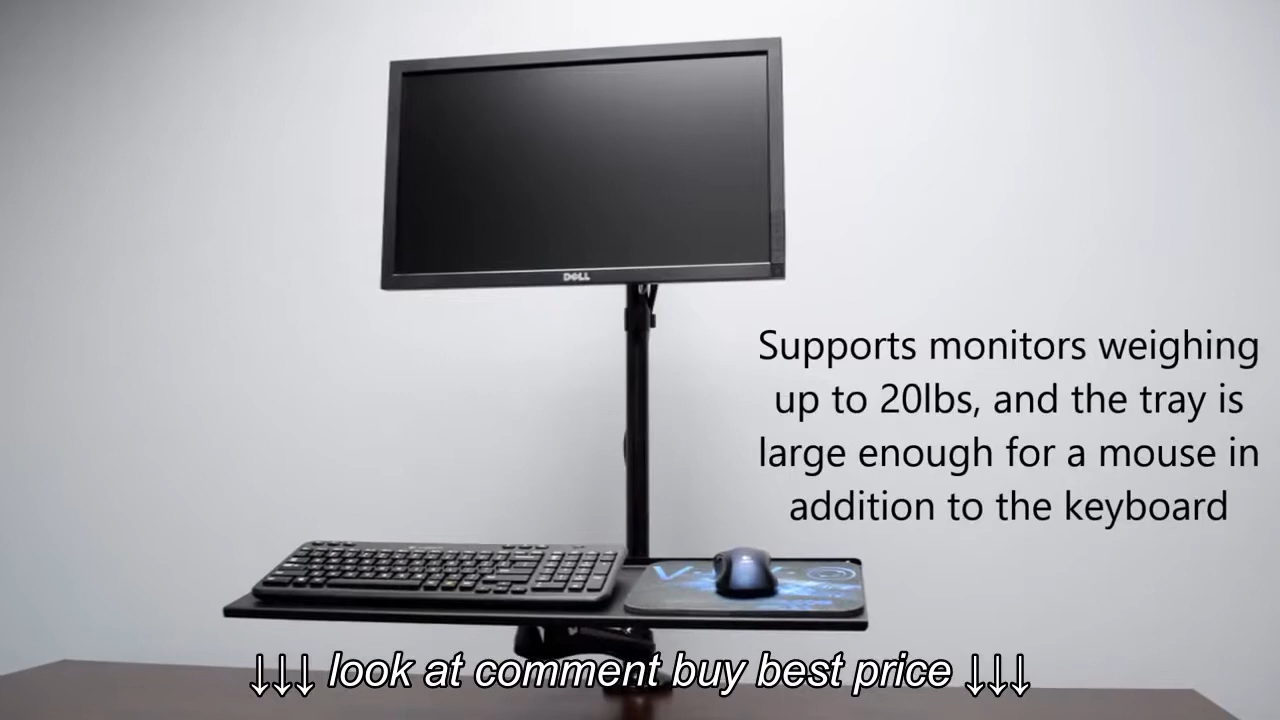 DELL
Supports monitors weighing
up to 20lbs, and the tray is
large enough for a mouse in
addition to the keyboard
↓↓↓ look at comment buy best price ↓↓↓